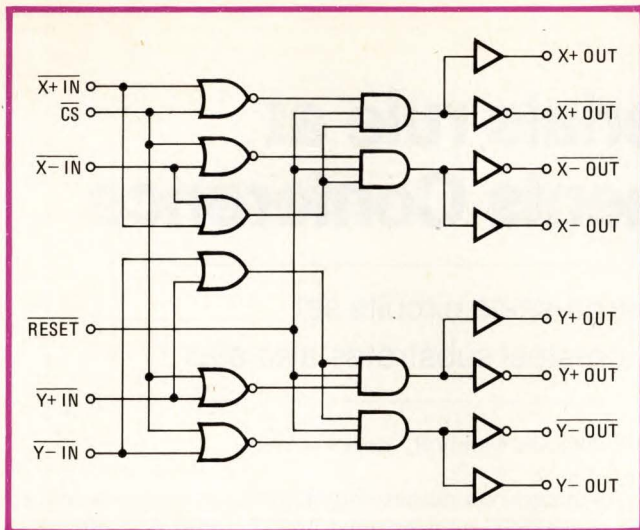 X+ OUT
X+ IN
CS
X+ OUT
X- IN
X- OUT
X- OUT
Y+ OUT
RESET
Y+ OUT
Y+ IN
Y- OUT
Y- IN
Y- OUT